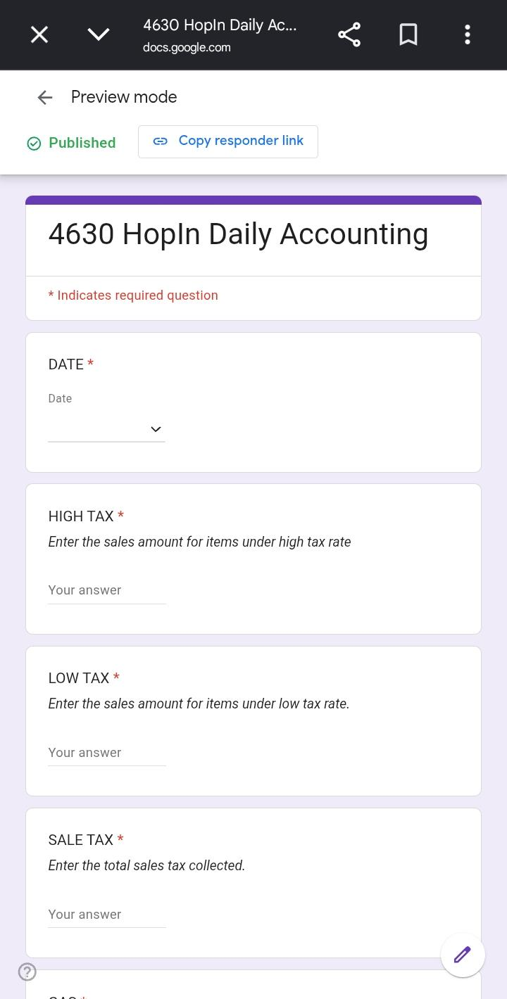 4630 HopIn Daily Ac...
docs.google.com
Preview mode
Published
Copy responder link
4630 HopIn Daily Accounting
* Indicates required question
DATE *
Date
HIGH TAX *
Enter the sales amount for items under high tax rate
Your answer
LOW TAX *
Enter the sales amount for items under low tax rate.
Your answer
SALE TAX *
Enter the total sales tax collected.
Your answer